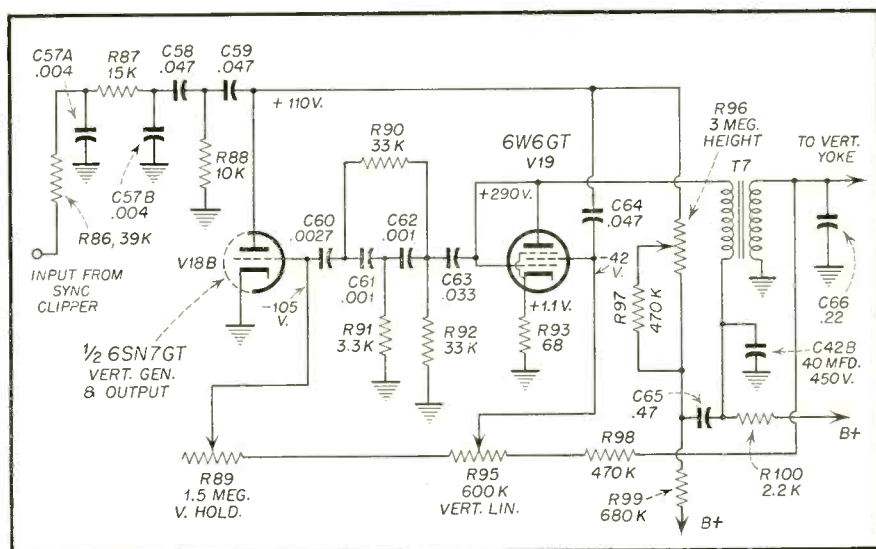 C57A
.004
R87
15K
C58
.047
C59
.047
+110V.
R90
33K
6W6GT
V19
R96
3 MEG.
HEIGHT
T7
TO VERT.
YOKE
R88
10K
+290V.
C57B
.004
C60
.0027
C62
.001
C64
.047
R86, 39K
V18B
C61
.001
C63
.033
-42
V.
INPUT FROM
SYNC
CLIPPER
-105
V.
+1.1V.
R97
470K
C66
.22
½ 6SN7GT
VERT. GEN.
& OUTPUT
R91
3.3K
R92
33K
R93
68
C42B
40 MFD.
450V.
C65
.47
B+
R89
1.5 MEG.
V. HOLD.
R95
600K
VERT. LIN.
R98
470K
R99
680K
R100
2.2K
B+